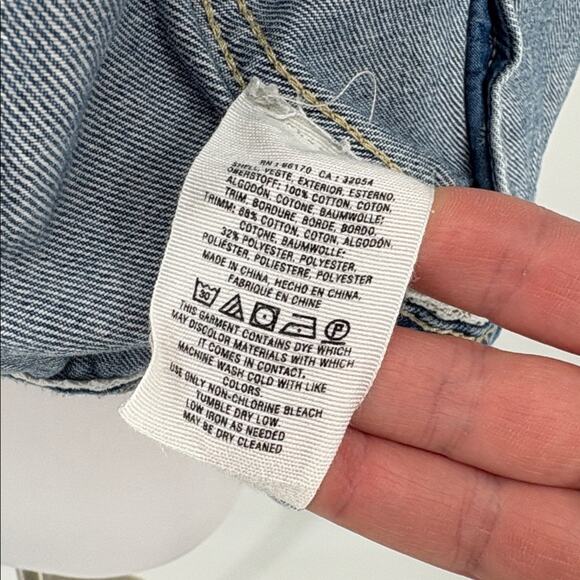 RN: 66170 CA: 32054
SHELL, VESTE, EXTERIOR, ESTERNO,
OBERSTOFF: 100% COTTON, COTON,
ALGODÓN, COTONE, BAUMWOLLE;
TRIM, BORDURE, BORDE, BORDO,
TRIMM: 68% COTTON, COTON, ALGODÓN,
COTONE, BAUMWOLLE;
32% POLYESTER, POLYESTER,
POLIÉSTER, POLIESTERE, POLYESTER
MADE IN CHINA, HECHO EN CHINA,
FABRIQUÉ EN CHINE
30 P
THIS GARMENT CONTAINS DYE WHICH
MAY DISCOLOR MATERIALS WITH WHICH
IT COMES IN CONTACT.
MACHINE WASH COLD WITH LIKE
COLORS.
USE ONLY NON-CHLORINE BLEACH
TUMBLE DRY LOW
LOW IRON AS NEEDED
MAY BE DRY CLEANED